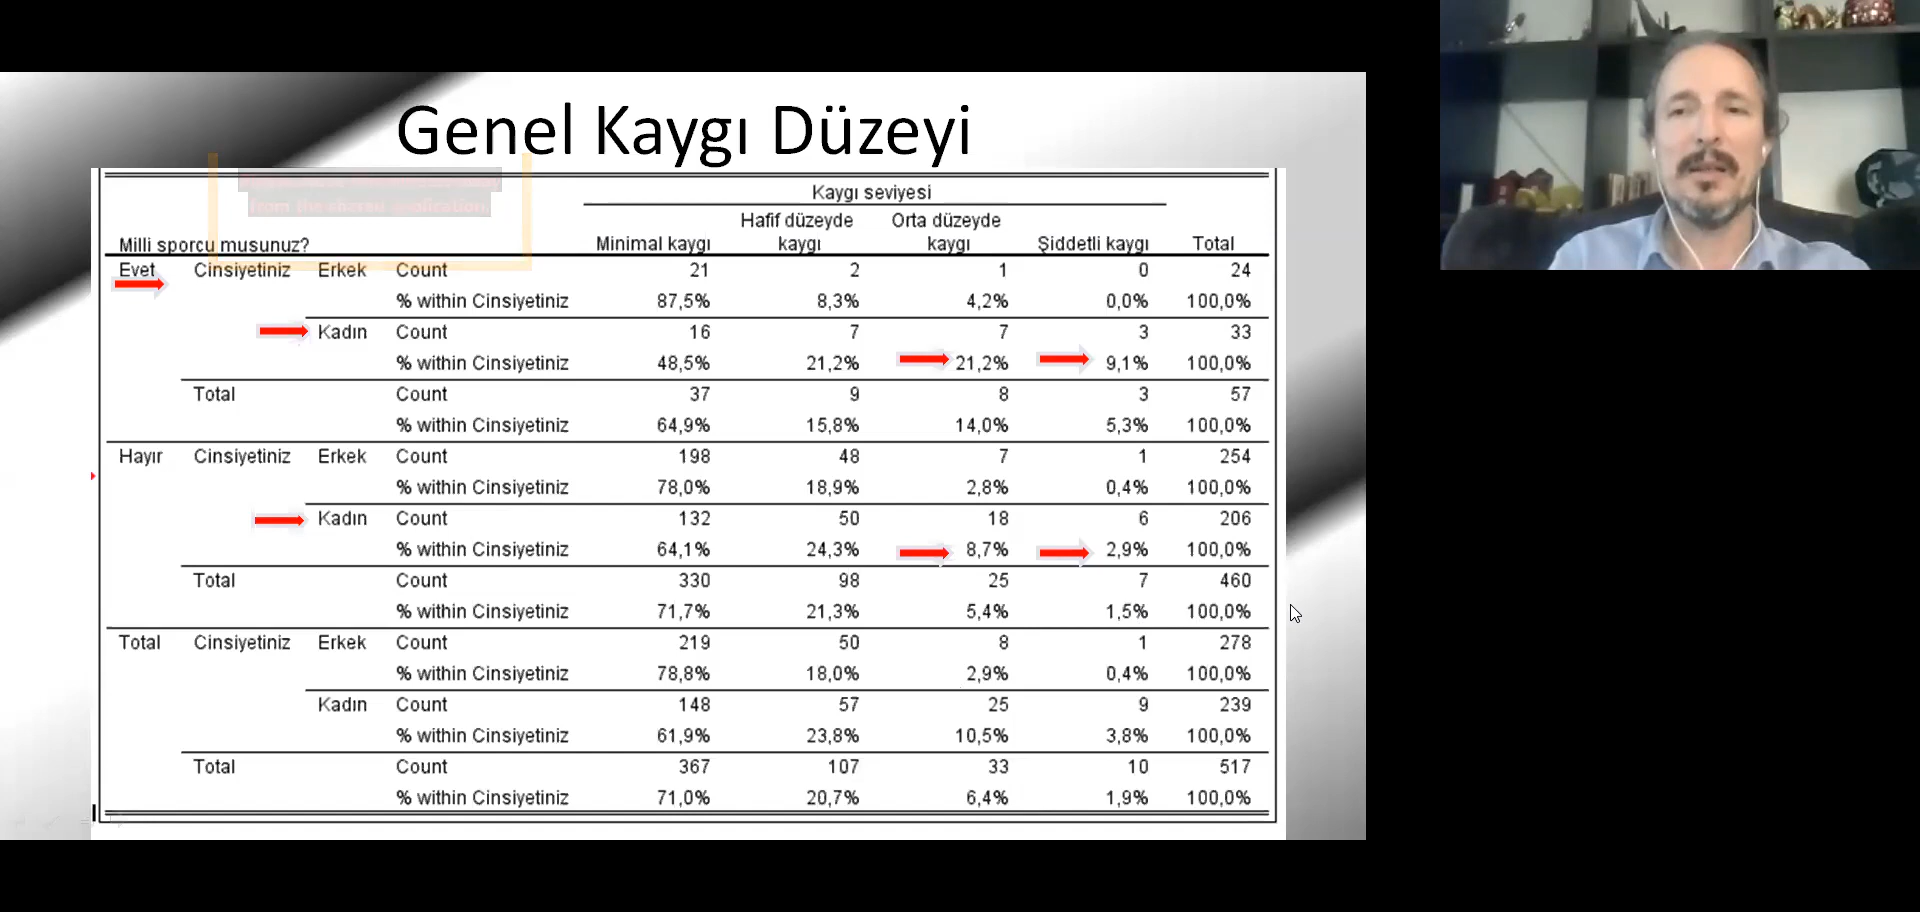 Genel Kaygı Düzeyi
from the shared application.
Kaygı seviyesi
Milli sporcu musunuz? Minimal kaygı Hafif düzeyde kaygı Orta düzeyde kaygı Şiddetli kaygı Total
Evet Cinsiyetiniz Erkek Count 21 2 1 0 24
% within Cinsiyetiniz 87,5% 8,3% 4,2% 0,0% 100,0%
Kadın Count 16 7 7 3 33
% within Cinsiyetiniz 48,5% 21,2% 21,2% 9,1% 100,0%
Total Count 37 9 8 3 57
% within Cinsiyetiniz 64,9% 15,8% 14,0% 5,3% 100,0%
Hayır Cinsiyetiniz Erkek Count 198 48 7 1 254
% within Cinsiyetiniz 78,0% 18,9% 2,8% 0,4% 100,0%
Kadın Count 132 50 18 6 206
% within Cinsiyetiniz 64,1% 24,3% 8,7% 2,9% 100,0%
Total Count 330 98 25 7 460
% within Cinsiyetiniz 71,7% 21,3% 5,4% 1,5% 100,0%
Total Cinsiyetiniz Erkek Count 219 50 8 1 278
% within Cinsiyetiniz 78,8% 18,0% 2,9% 0,4% 100,0%
Kadın Count 148 57 25 9 239
% within Cinsiyetiniz 61,9% 23,8% 10,5% 3,8% 100,0%
Total Count 367 107 33 10 517
% within Cinsiyetiniz 71,0% 20,7% 6,4% 1,9% 100,0%